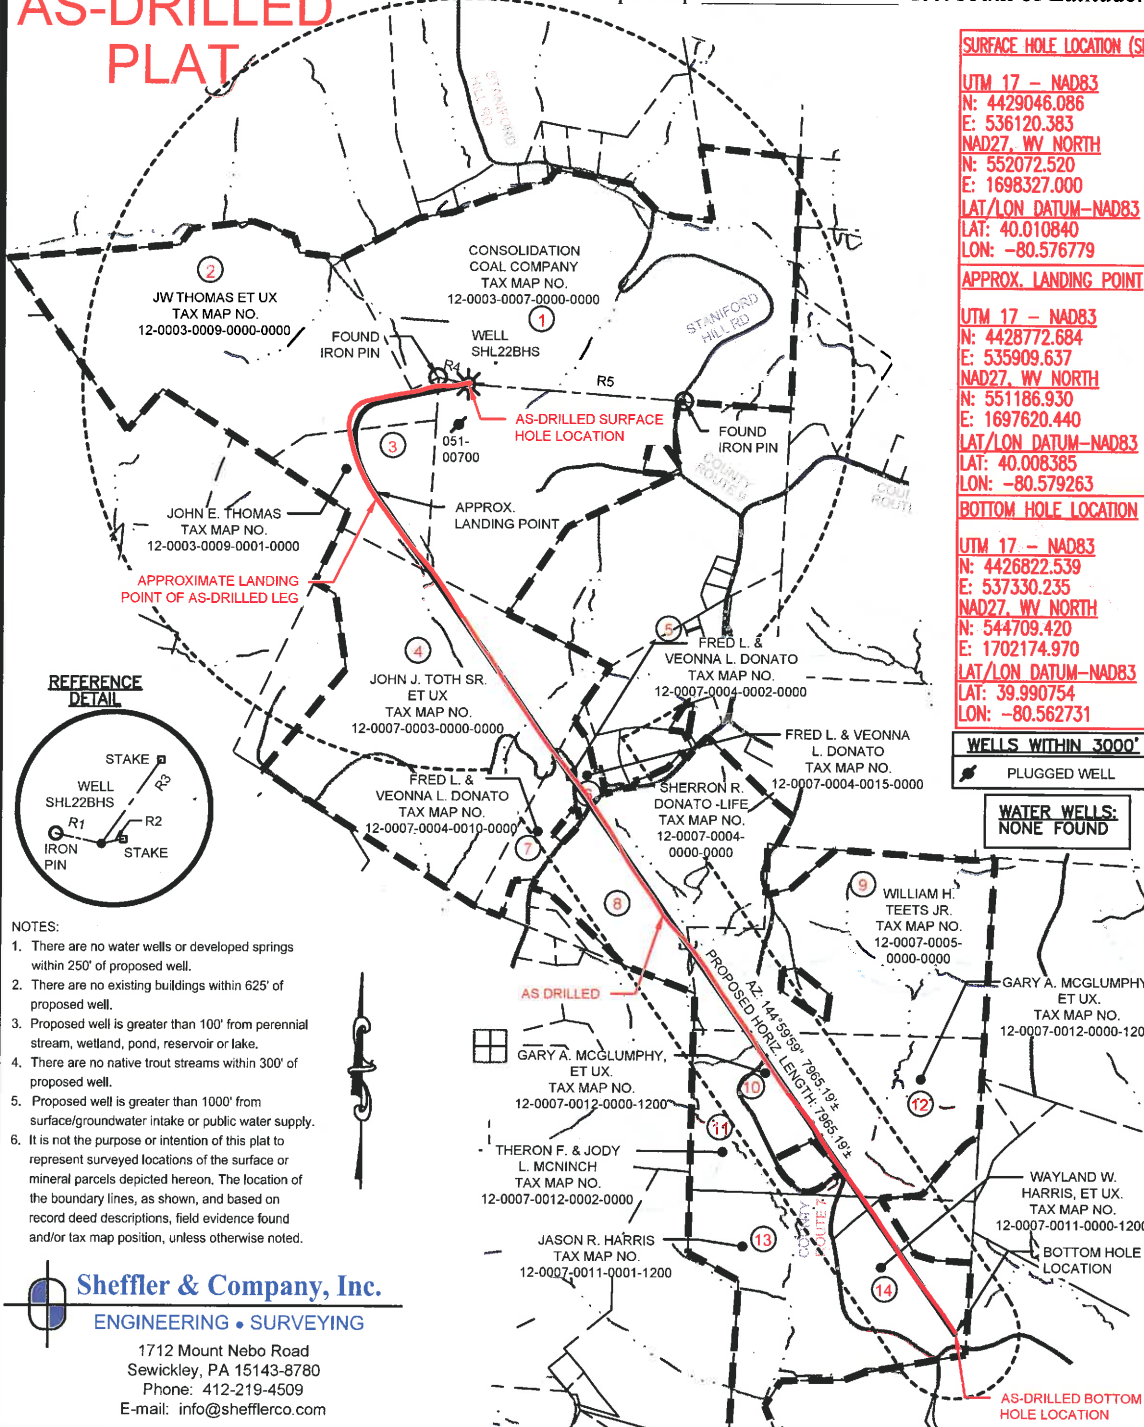 AS-DRILLED
PLAT
SURFACE HOLE LOCATION
UTM 17 - NAD83
N: 4429046.086
E: 536120.383
NAD27, WV NORTH
N: 552072.520
E: 1698327.000
LAT/LON DATUM-NAD83
LAT: 40.010840
LON: -80.576779
APPROX. LANDING POINT
UTM 17 - NAD83
N: 4428772.684
E: 535909.637
NAD27, WV NORTH
N: 551186.930
E: 1697620.440
LAT/LON DATUM-NAD83
LAT: 40.008385
LON: -80.579263
BOTTOM HOLE LOCATION
UTM 17 - NAD83
N: 4426822.539
E: 537330.235
NAD27, WV NORTH
N: 544709.420
E: 1702174.970
LAT/LON DATUM-NAD83
LAT: 39.990754
LON: -80.562731
WELLS WITHIN 3000'
PLUGGED WELL
WATER WELLS:
NONE FOUND
STANIFORD
HILL RD
CONSOLIDATION
COAL COMPANY
TAX MAP NO.
12-0003-0007-0000-0000
1
2
JW THOMAS ET UX
TAX MAP NO.
12-0003-0009-0000-0000
FOUND
IRON PIN
WELL
SHL22BHS
R4
R5
STANIFORD
HILL RD
AS-DRILLED SURFACE
HOLE LOCATION
FOUND
IRON PIN
3
051-
00700
COUNTY
ROUTE 5
APPROX.
LANDING POINT
JOHN E. THOMAS
TAX MAP NO.
12-0003-0009-0001-0000
APPROXIMATE LANDING
POINT OF AS-DRILLED LEG
4
JOHN J. TOTH SR.
ET UX
TAX MAP NO.
12-0007-0003-0000-0000
5
FRED L. &
VEONNA L. DONATO
TAX MAP NO.
12-0007-0004-0002-0000
FRED L. & VEONNA
L. DONATO
TAX MAP NO.
12-0007-0004-0015-0000
REFERENCE
DETAIL
STAKE
WELL
SHL22BHS
R3
R1
R2
IRON
PIN
STAKE
FRED L. &
VEONNA L. DONATO
TAX MAP NO.
12-0007-0004-0010-0000
6
7
SHERRON R.
DONATO -LIFE
TAX MAP NO.
12-0007-0004-
0000-0000
8
9
WILLIAM H.
TEETS JR.
TAX MAP NO.
12-0007-0005-
0000-0000
AS DRILLED
AZ: 144°59'59" 7965.19'±
PROPOSED HORIZ. LENGTH: 7965.19'±
GARY A. MCGLUMPHY
ET UX.
TAX MAP NO.
12-0007-0012-0000-120
GARY A. MCGLUMPHY,
ET UX.
TAX MAP NO.
12-0007-0012-0000-1200
10
11
12
THERON F. & JODY
L. MCNINCH
TAX MAP NO.
12-0007-0012-0002-0000
WAYLAND W.
HARRIS, ET UX.
TAX MAP NO.
12-0007-0011-0000-1200
COUNTY
ROUTE 7
13
JASON R. HARRIS
TAX MAP NO.
12-0007-0011-0001-1200
BOTTOM HOLE
LOCATION
14
AS-DRILLED BOTTOM
HOLE LOCATION
NOTES:
1. There are no water wells or developed springs
within 250' of proposed well.
2. There are no existing buildings within 625' of
proposed well.
3. Proposed well is greater than 100' from perennial
stream, wetland, pond, reservoir or lake.
4. There are no native trout streams within 300' of
proposed well.
5. Proposed well is greater than 1000' from
surface/groundwater intake or public water supply.
6. It is not the purpose or intention of this plat to
represent surveyed locations of the surface or
mineral parcels depicted hereon. The location of
the boundary lines, as shown, and based on
record deed descriptions, field evidence found
and/or tax map position, unless otherwise noted.
Sheffler & Company, Inc.
ENGINEERING • SURVEYING
1712 Mount Nebo Road
Sewickley, PA 15143-8780
Phone: 412-219-4509
E-mail: info@shefflerco.com